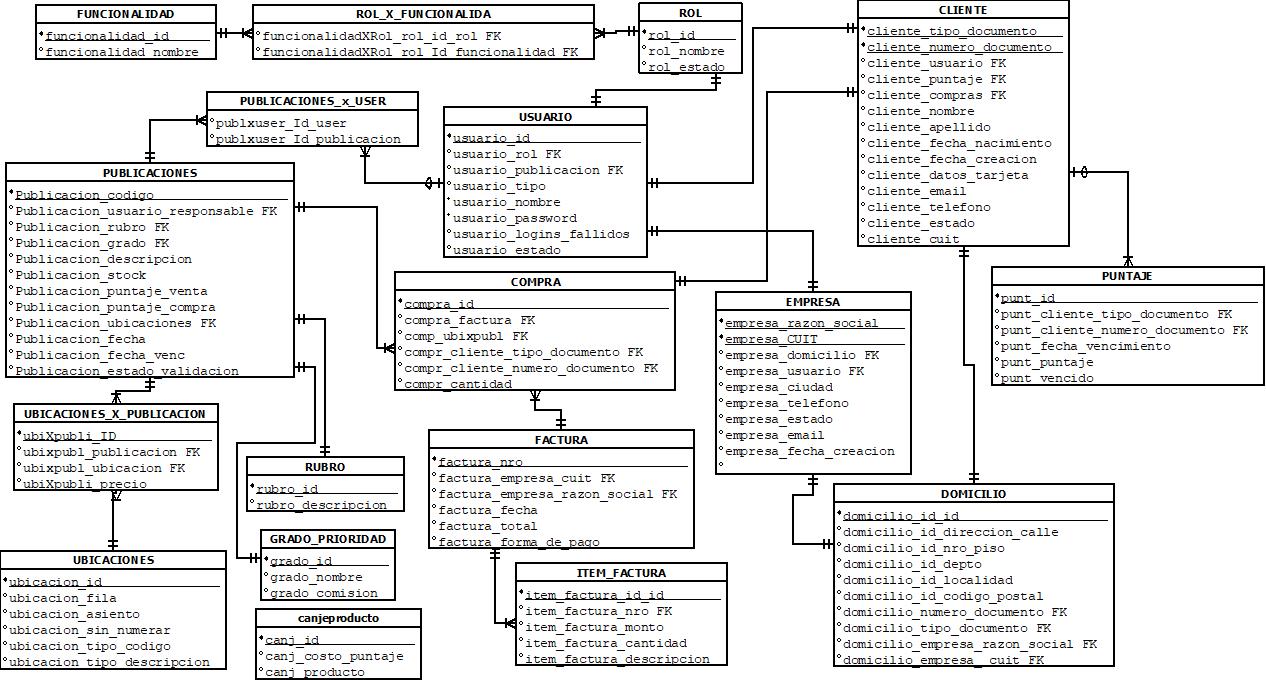 FUNCIONALIDAD
funcionalidad_id
funcionalidad_nombre
ROL_X_FUNCIONALIDA
funcionalidadXRol_rol_id_rol FK
funcionalidadXRol_rol_Id_funcionalidad FK
ROL
rol_id
rol_nombre
rol_estado
CLIENTE
cliente_tipo_documento
cliente_numero_documento
cliente_usuario FK
cliente_puntaje FK
cliente_compras FK
cliente_nombre
cliente_apellido
cliente_fecha_nacimiento
cliente_fecha_creacion
cliente_datos_tarjeta
cliente_email
cliente_telefono
cliente_estado
cliente_cuit
PUBLICACIONES_x_USER
publxuser_Id_user
publxuser_Id_publicacion
USUARIO
usuario_id
usuario_rol FK
usuario_publicacion FK
usuario_tipo
usuario_nombre
usuario_password
usuario_logins_fallidos
usuario_estado
PUBLICACIONES
Publicacion_codigo
Publicacion_usuario_responsable FK
Publicacion_rubro FK
Publicacion_grado FK
Publicacion_descripcion
Publicacion_stock
Publicacion_puntaje_venta
Publicacion_puntaje_compra
Publicacion_ubicaciones FK
Publicacion_fecha
Publicacion_fecha_venc
Publicacion_estado_validacion
COMPRA
compra_id
compra_factura FK
comp_ubixpubl FK
compr_cliente_tipo_documento FK
compr_cliente_numero_documento FK
compr_cantidad
EMPRESA
empresa_razon_social
empresa_CUIT
empresa_domicilio FK
empresa_usuario FK
empresa_ciudad
empresa_telefono
empresa_estado
empresa_email
empresa_fecha_creacion
PUNTAJE
punt_id
punt_cliente_tipo_documento FK
punt_cliente_numero_documento FK
punt_fecha_vencimiento
punt_puntaje
punt_vencido
UBICACIONES_X_PUBLICACION
ubiXpubli_ID
ubixpubl_publicacion FK
ubixpubl_ubicacion FK
ubiXpubli_precio
RUBRO
rubro_id
rubro_descripcion
FACTURA
factura_nro
factura_empresa_cuit FK
factura_empresa_razon_social FK
factura_fecha
factura_total
factura_forma_de_pago
DOMICILIO
domicilio_id_id
domicilio_id_direccion_calle
domicilio_id_nro_piso
domicilio_id_depto
domicilio_id_localidad
domicilio_id_codigo_postal
domicilio_numero_documento FK
domicilio_tipo_documento FK
domicilio_empresa_razon_social FK
domicilio_empresa_ cuit FK
GRADO_PRIORIDAD
grado_id
grado_nombre
grado_comision
UBICACIONES
ubicacion_id
ubicacion_fila
ubicacion_asiento
ubicacion_sin_numerar
ubicacion_tipo_codigo
ubicacion_tipo_descripcion
ITEM_FACTURA
item_factura_id_id
item_factura_nro FK
item_factura_monto
item_factura_cantidad
item_factura_descripcion
canjeproducto
canj_id
canj_costo_puntaje
canj_producto